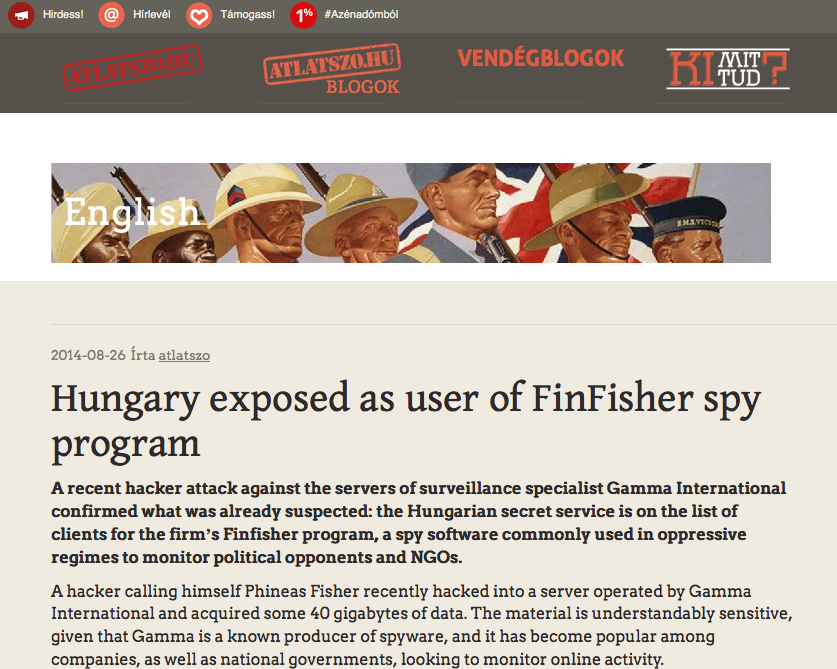 Hirdess!
Hírlevél
Támogass!
1%
#Azénadómból
ATLATSZO.HU
ATLATSZO.HU
BLOGOK
VENDÉGBLOGOK
KI MIT TUD?
English
H.M.S. VICTOR
2014-08-26 Írta atlatszo
Hungary exposed as user of FinFisher spy
program
A recent hacker attack against the servers of surveillance specialist Gamma International
confirmed what was already suspected: the Hungarian secret service is on the list of
clients for the firm's Finfisher program, a spy software commonly used in oppressive
regimes to monitor political opponents and NGOs.
A hacker calling himself Phineas Fisher recently hacked into a server operated by Gamma
International and acquired some 40 gigabytes of data. The material is understandably sensitive,
given that Gamma is a known producer of spyware, and it has become popular among
companies, as well as national governments, looking to monitor online activity.